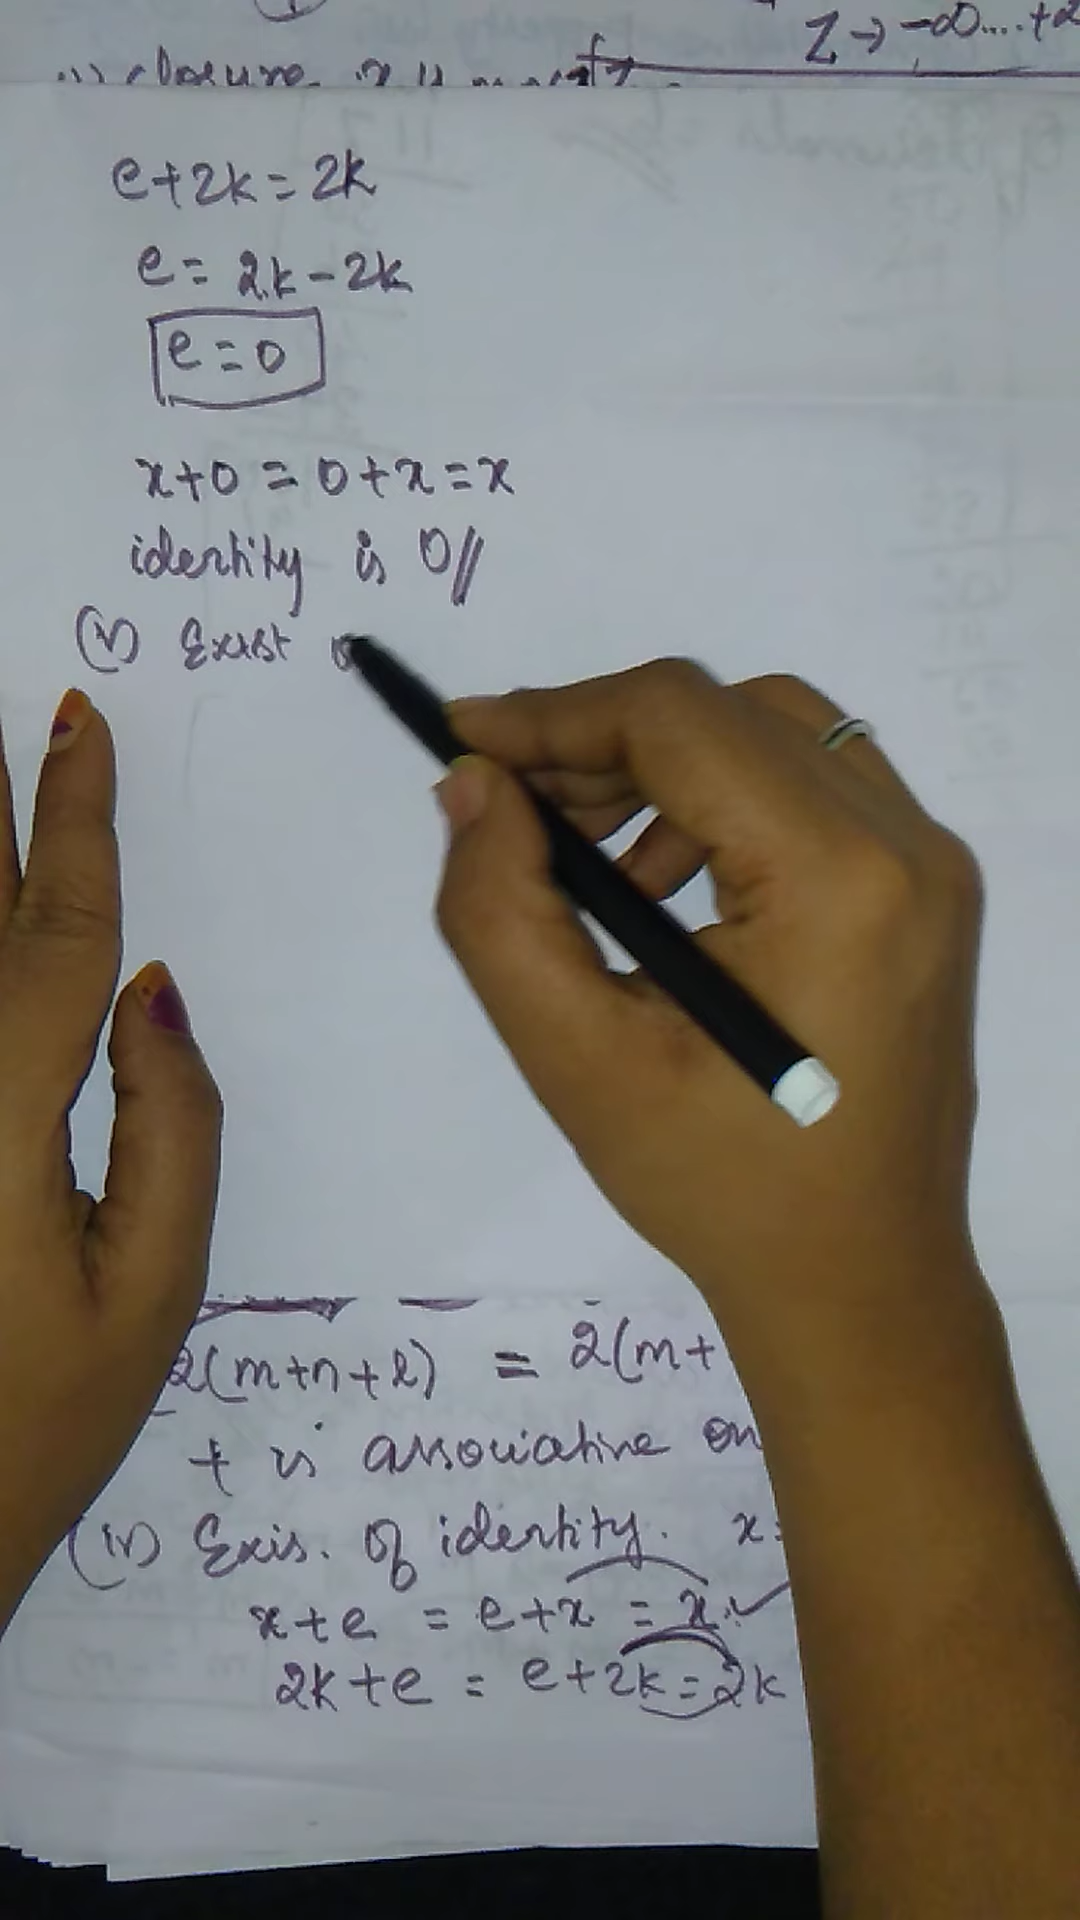 Z → -∞....+∞
closure
e+2k=2k
e= 2k-2k
e=0
x+0 = 0+x=x
identity is 0//
(v) Exist o
2(m+n+l) = 2(m+
+ is associative on
(iv) Exis. of identity. x=
x+e = e+x = x
2k+e = e+2k=2k